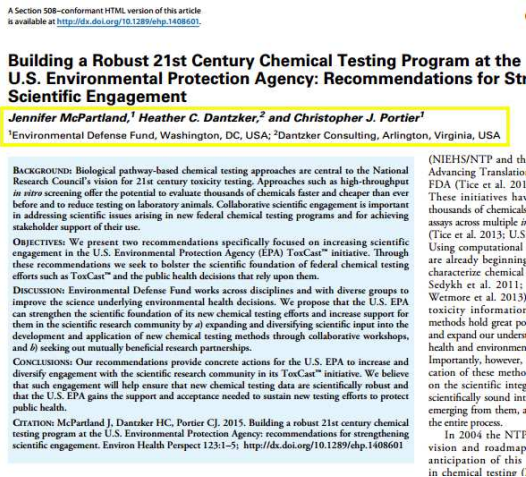 A Section 508–conformant HTML version of this article
is available at http://dx.doi.org/10.1289/ehp.1408601.
Building a Robust 21st Century Chemical Testing Program at the
U.S. Environmental Protection Agency: Recommendations for Str
Scientific Engagement
Jennifer McPartland,1 Heather C. Dantzker,2 and Christopher J. Portier1
1Environmental Defense Fund, Washington, DC, USA; 2Dantzker Consulting, Arlington, Virginia, USA
BACKGROUND: Biological pathway-based chemical testing approaches are central to the National
Research Council's vision for 21st century toxicity testing. Approaches such as high-throughput
in vitro screening offer the potential to evaluate thousands of chemicals faster and cheaper than ever
before and to reduce testing on laboratory animals. Collaborative scientific engagement is important
in addressing scientific issues arising in new federal chemical testing programs and for achieving
stakeholder support of their use.
OBJECTIVES: We present two recommendations specifically focused on increasing scientific
engagement in the U.S. Environmental Protection Agency (EPA) ToxCast™ initiative. Through
these recommendations we seek to bolster the scientific foundation of federal chemical testing
efforts such as ToxCast™ and the public health decisions that rely upon them.
DISCUSSION: Environmental Defense Fund works across disciplines and with diverse groups to
improve the science underlying environmental health decisions. We propose that the U.S. EPA
can strengthen the scientific foundation of its new chemical testing efforts and increase support for
them in the scientific research community by a) expanding and diversifying scientific input into the
development and application of new chemical testing methods through collaborative workshops,
and b) seeking out mutually beneficial research partnerships.
CONCLUSIONS: Our recommendations provide concrete actions for the U.S. EPA to increase and
diversify engagement with the scientific research community in its ToxCast™ initiative. We believe
that such engagement will help ensure that new chemical testing data are scientifically robust and
that the U.S. EPA gains the support and acceptance needed to sustain new testing efforts to protect
public health.
CITATION: McPartland J, Dantzker HC, Portier CJ. 2015. Building a robust 21st century chemical
testing program at the U.S. Environmental Protection Agency: recommendations for strengthening
scientific engagement. Environ Health Perspect 123:1–5; http://dx.doi.org/10.1289/ehp.1408601
(NIEHS/NTP and th
Advancing Translation
FDA (Tice et al. 201
These initiatives hav
thousands of chemicals
assays across multiple in
(Tice et al. 2013; U.S
Using computational
are already beginning
characterize chemical
Sedykh et al. 2011;
Wetmore et al. 2013)
toxicity information
methods hold great po
and expand our underst
health and environmen
Importantly, however,
cation of these metho
on the scientific integ
scientifically sound int
emerging from them, a
the entire process.
In 2004 the NTP
vision and roadmap
anticipation of this
in chemical testing (